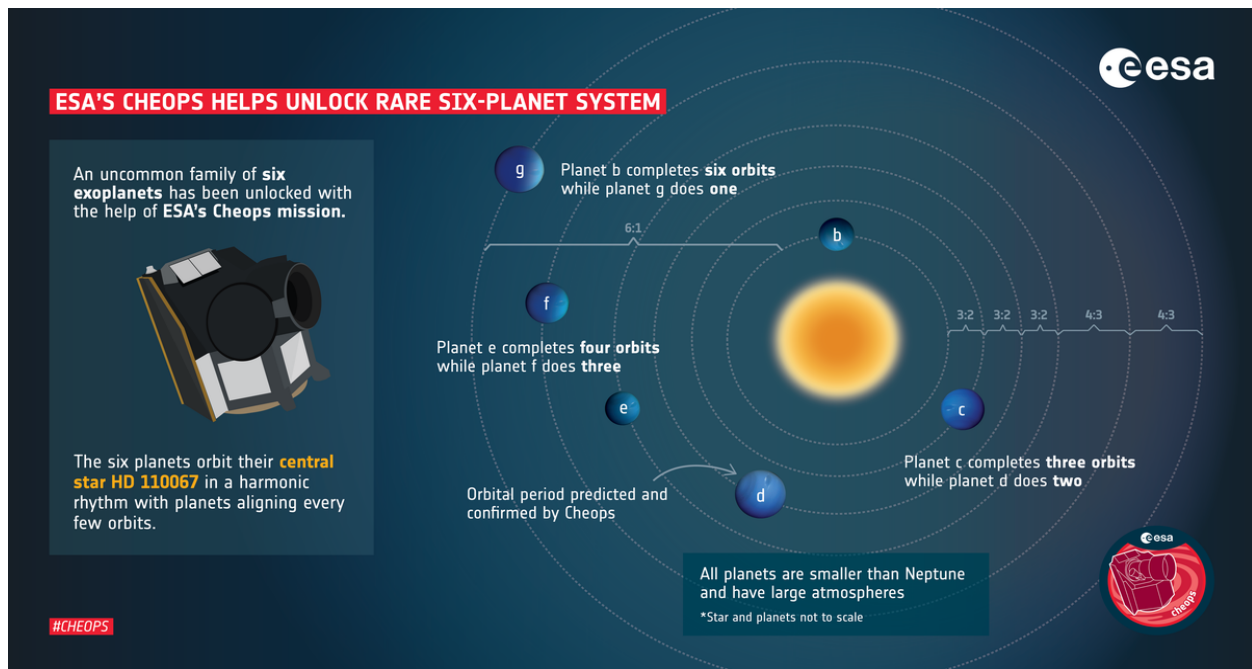 esa
ESA'S CHEOPS HELPS UNLOCK RARE SIX-PLANET SYSTEM
An uncommon family of six
exoplanets has been unlocked with
the help of ESA's Cheops mission.
The six planets orbit their central
star HD 110067 in a harmonic
rhythm with planets aligning every
few orbits.
#CHEOPS
g
Planet b completes six orbits
while planet g does one
6:1
b
f
Planet e completes four orbits
while planet f does three
3:2
3:2
3:2
4:3
4:3
e
c
Planet c completes three orbits
while planet d does two
Orbital period predicted and
confirmed by Cheops
d
All planets are smaller than Neptune
and have large atmospheres
*Star and planets not to scale
esa
cheops